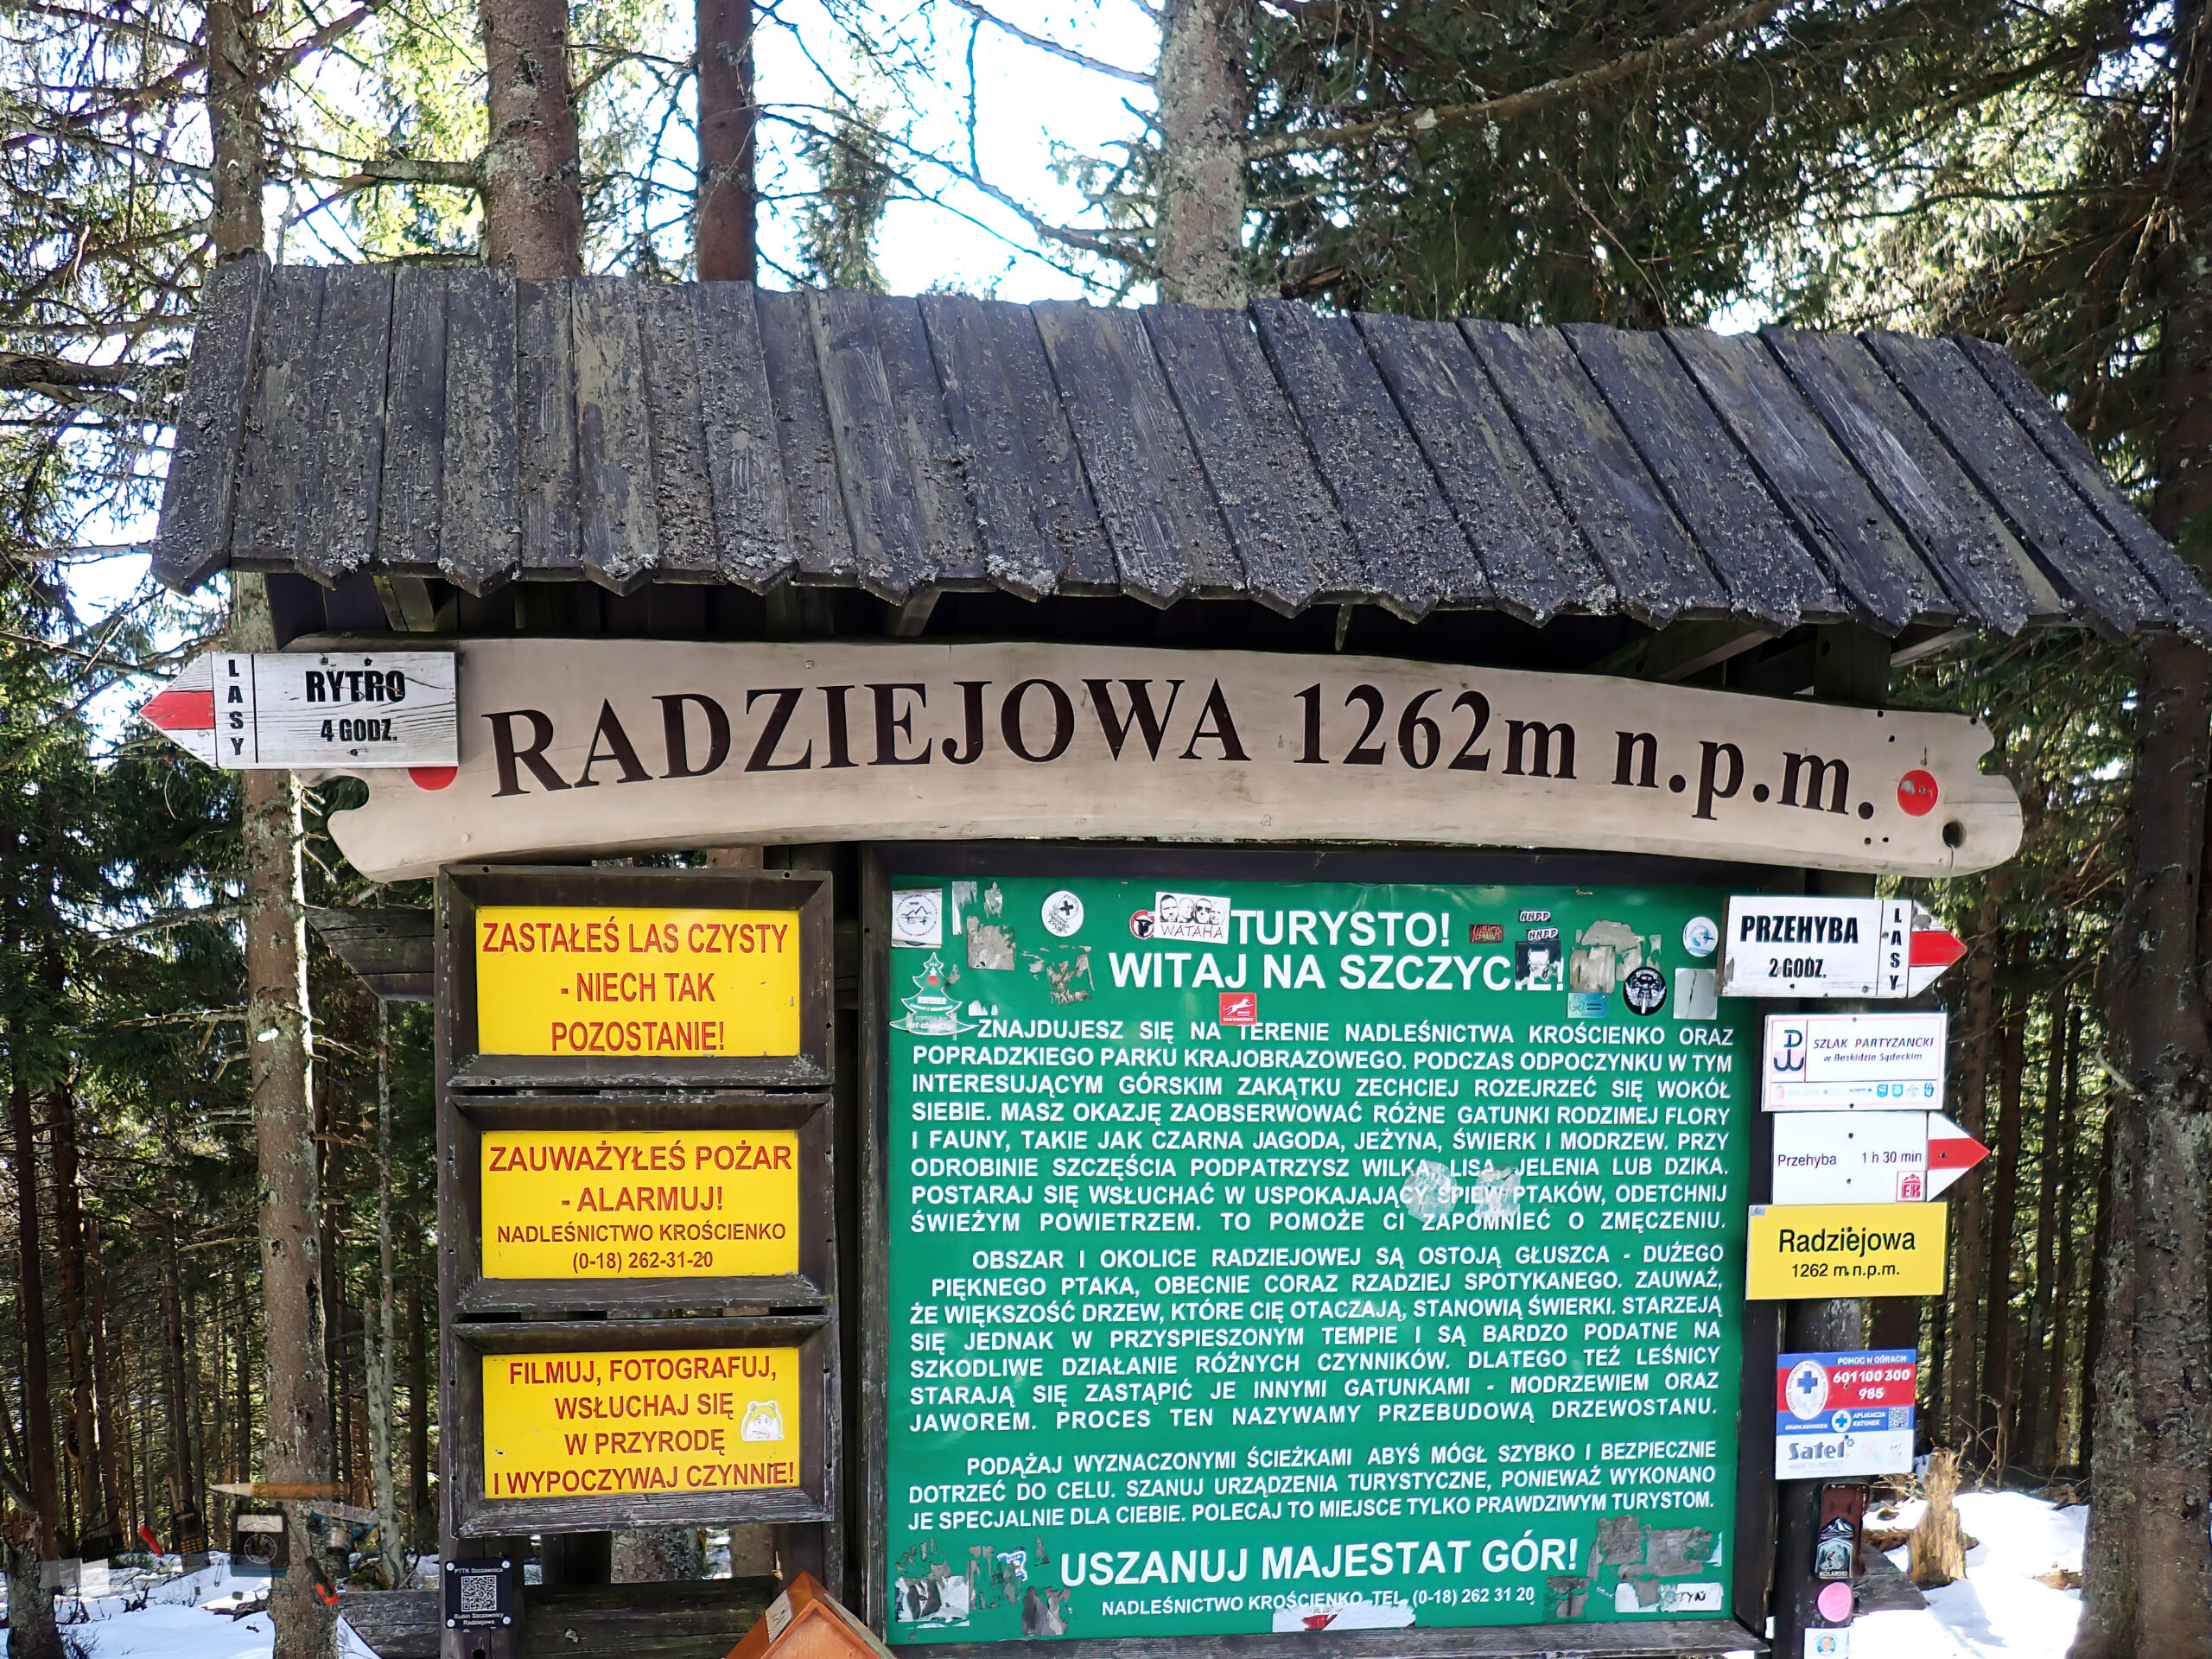 RADZIEJOWA 1262m n.p.m.
LASY
RYTRO
4 GODZ.
ZASTAŁEŚ LAS CZYSTY
- NIECH TAK
POZOSTANIE!
ZAUWAŻYŁEŚ POŻAR
- ALARMUJ!
NADLEŚNICTWO KROŚCIENKO
(0-18) 262-31-20
FILMUJ, FOTOGRAFUJ,
WSŁUCHAJ SIĘ
W PRZYRODĘ
I WYPOCZYWAJ CZYNNIE!
PTTK Szczawnica
TURYSTO!
WATAHA
WITAJ NA SZCZYCIE!
ZNAJDUJESZ SIĘ NA TERENIE NADLEŚNICTWA KROŚCIENKO ORAZ
POPRADZKIEGO PARKU KRAJOBRAZOWEGO. PODCZAS ODPOCZYNKU W TYM
INTERESUJĄCYM GÓRSKIM ZAKĄTKU ZECHCIEJ ROZEJRZEĆ SIĘ WOKÓŁ
SIEBIE. MASZ OKAZJĘ ZAOBSERWOWAĆ RÓŻNE GATUNKI RODZIMEJ FLORY
I FAUNY, TAKIE JAK CZARNA JAGODA, JEŻYNA, ŚWIERK I MODRZEW. PRZY
ODROBINIE SZCZĘŚCIA PODPATRZYSZ WILKA, LISA, JELENIA LUB DZIKA.
POSTARAJ SIĘ WSŁUCHAĆ W USPOKAJAJĄCY ŚPIEW PTAKÓW, ODETCHNIJ
ŚWIEŻYM POWIETRZEM. TO POMOŻE CI ZAPOMNIEĆ O ZMĘCZENIU.
OBSZAR I OKOLICE RADZIEJOWEJ SĄ OSTOJĄ GŁUSZCA - DUŻEGO
PIĘKNEGO PTAKA, OBECNIE CORAZ RZADZIEJ SPOTYKANEGO. ZAUWAŻ,
ŻE WIĘKSZOŚĆ DRZEW, KTÓRE CIĘ OTACZAJĄ, STANOWIĄ ŚWIERKI. STARZEJĄ
SIĘ JEDNAK W PRZYSPIESZONYM TEMPIE I SĄ BARDZO PODATNE NA
SZKODLIWE DZIAŁANIE RÓŻNYCH CZYNNIKÓW. DLATEGO TEŻ LEŚNICY
STARAJĄ SIĘ ZASTĄPIĆ JE INNYMI GATUNKAMI - MODRZEWIEM ORAZ
JAWOREM. PROCES TEN NAZYWAMY PRZEBUDOWĄ DRZEWOSTANU.
PODĄŻAJ WYZNACZONYMI ŚCIEŻKAMI ABYŚ MÓGŁ SZYBKO I BEZPIECZNIE
DOTRZEĆ DO CELU. SZANUJ URZĄDZENIA TURYSTYCZNE, PONIEWAŻ WYKONANO
JE SPECJALNIE DLA CIEBIE. POLECAJ TO MIEJSCE TYLKO PRAWDZIWYM TURYSTOM.
USZANUJ MAJESTAT GÓR!
NADLEŚNICTWO KROŚCIENKO TEL. (0-18) 262 31 20
PRZEHYBA
2 GODZ.
LASY
SZLAK PARTYZANCKI
w Beskidzie Sądeckim
Przehyba 1 h 30 min
Radziejowa
1262 m n.p.m.
POMOC W GÓRACH
601 100 300
985
APLIKACJA
RATUNEK
Satel